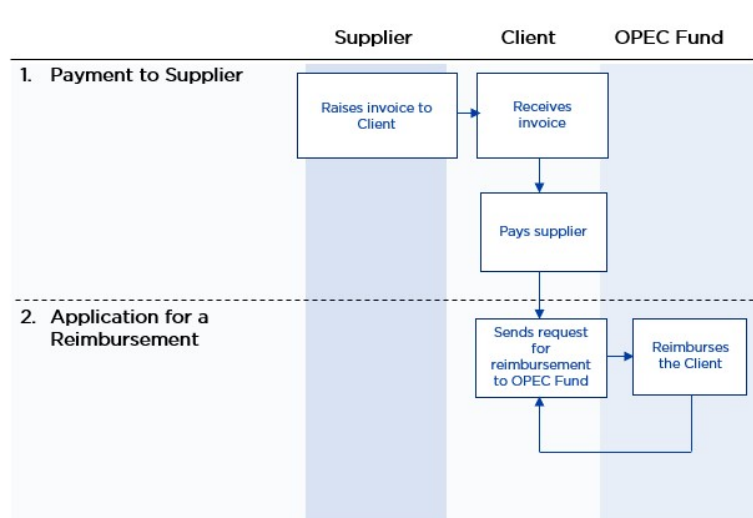 Supplier Client OPEC Fund
1. Payment to Supplier
Raises invoice to
Client
Receives
invoice
Pays supplier
2. Application for a
Reimbursement
Sends request
for
reimbursement
to OPEC Fund
Reimburses
the Client